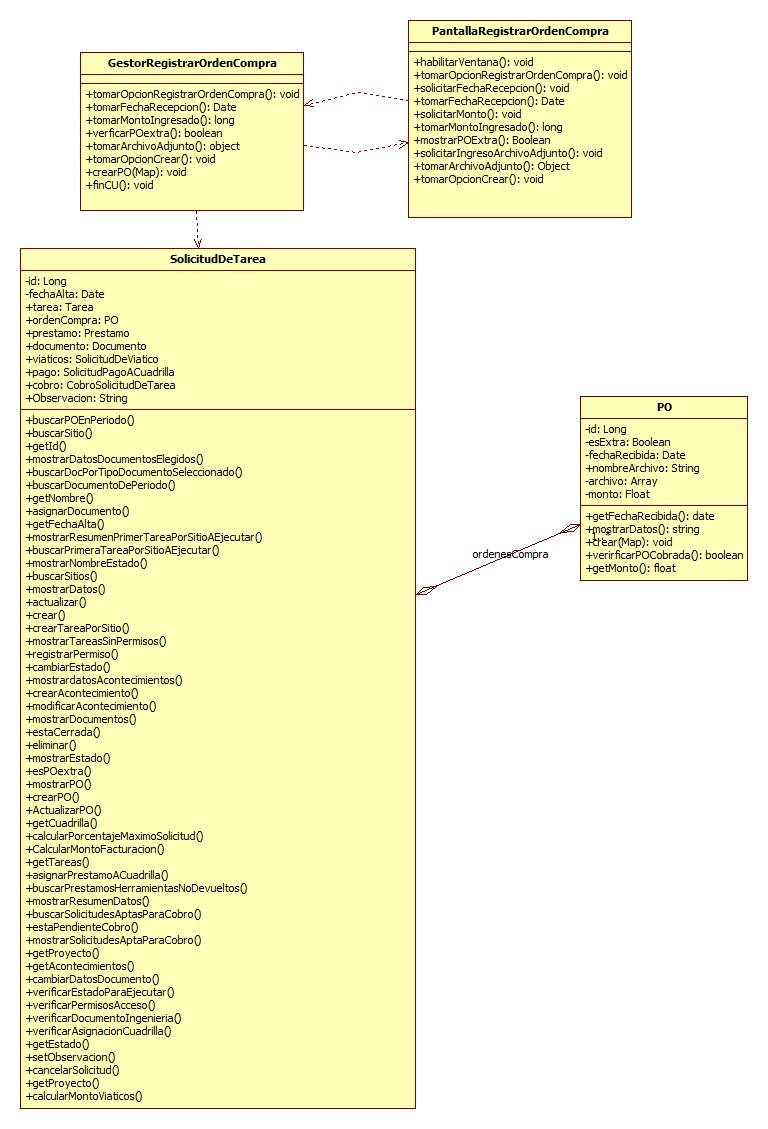 PantallaRegistrarOrdenCompra
+habilitarVentana(): void
+tomarOpcionRegistrarOrdenCompra(): void
+solicitarFechaRecepcion(): void
+tomarFechaRecepcion(): Date
+solicitarMonto(): void
+tomarMontoIngresado(): long
+mostrarPOExtra(): Boolean
+solicitarIngresoArchivoAdjunto(): void
+tomarArchivoAdjunto(): Object
+tomarOpcionCrear(): void
GestorRegistrarOrdenCompra
+tomarOpcionRegistrarOrdenCompra(): void
+tomarFechaRecepcion(): Date
+tomarMontoIngresado(): long
+verficarPOextra(): boolean
+tomarArchivoAdjunto(): object
+tomarOpcionCrear(): void
+crearPO(Map): void
+finCU(): void
SolicitudDeTarea
-id: Long
-fechaAlta: Date
+tarea: Tarea
+ordenCompra: PO
+prestamo: Prestamo
+documento: Documento
+viaticos: SolicitudDeViatico
+pago: SolicitudPagoACuadrilla
+cobro: CobroSolicitudDeTarea
+Observacion: String
+buscarPOEnPeriodo()
+buscarSitio()
+getId()
+mostrarDatosDocumentosElegidos()
+buscarDocPorTipoDocumentoSeleccionado()
+buscarDocumentoDePeriodo()
+getNombre()
+asignarDocumento()
+getFechaAlta()
+mostrarResumenPrimerTareaPorSitioAEjecutar()
+buscarPrimeraTareaPorSitioAEjecutar()
+mostrarNombreEstado()
+buscarSitios()
+mostrarDatos()
+actualizar()
+crear()
+crearTareaPorSitio()
+mostrarTareasSinPermisos()
+registrarPermiso()
+cambiarEstado()
+mostrardatosAcontecimientos()
+crearAcontecimiento()
+modificarAcontecimiento()
+mostrarDocumentos()
+estaCerrada()
+eliminar()
+mostrarEstado()
+esPOextra()
+mostrarPO()
+crearPO()
+ActualizarPO()
+getCuadrilla()
+calcularPorcentajeMaximoSolicitud()
+CalcularMontoFacturacion()
+getTareas()
+asignarPrestamoACuadrilla()
+buscarPrestamosHerramientasNoDevueltos()
+mostrarResumenDatos()
+buscarSolicitudesAptasParaCobro()
+estaPendienteCobro()
+mostrarSolicitudesAptaParaCobro()
+getProyecto()
+getAcontecimientos()
+cambiarDatosDocumento()
+verificarEstadoParaEjecutar()
+verificarPermisosAcceso()
+verificarDocumentoIngenieria()
+verificarAsignacionCuadrilla()
+getEstado()
+setObservacion()
+cancelarSolicitud()
+getProyecto()
+calcularMontoViaticos()
ordenesCompra
PO
-id: Long
-esExtra: Boolean
-fechaRecibida: Date
+nombreArchivo: String
-archivo: Array
-monto: Float
+getFechaRecibida(): date
+mostrarDatos(): string
+crear(Map): void
+verirficarPOCobrada(): boolean
+getMonto(): float